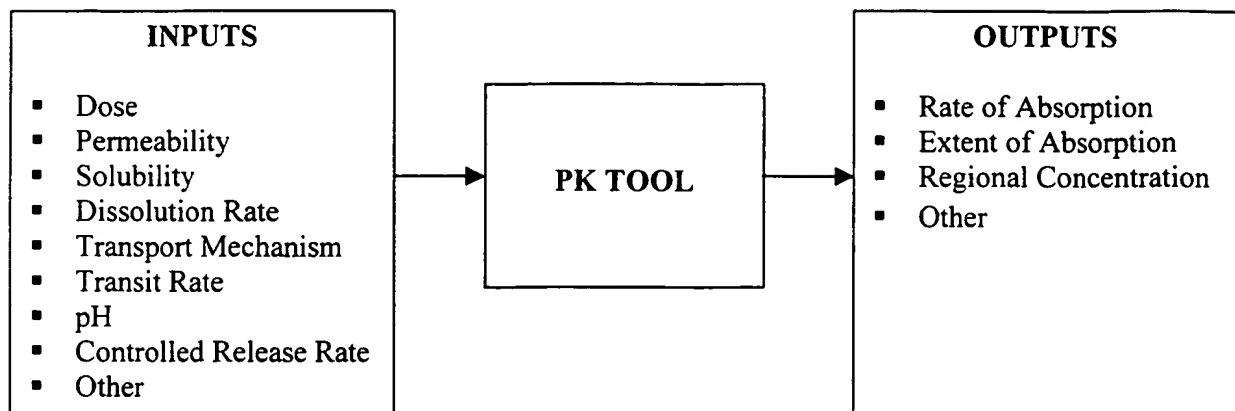 INPUTS
▪ Dose
▪ Permeability
▪ Solubility
▪ Dissolution Rate
▪ Transport Mechanism
▪ Transit Rate
▪ pH
▪ Controlled Release Rate
▪ Other
PK TOOL
OUTPUTS
▪ Rate of Absorption
▪ Extent of Absorption
▪ Regional Concentration
▪ Other